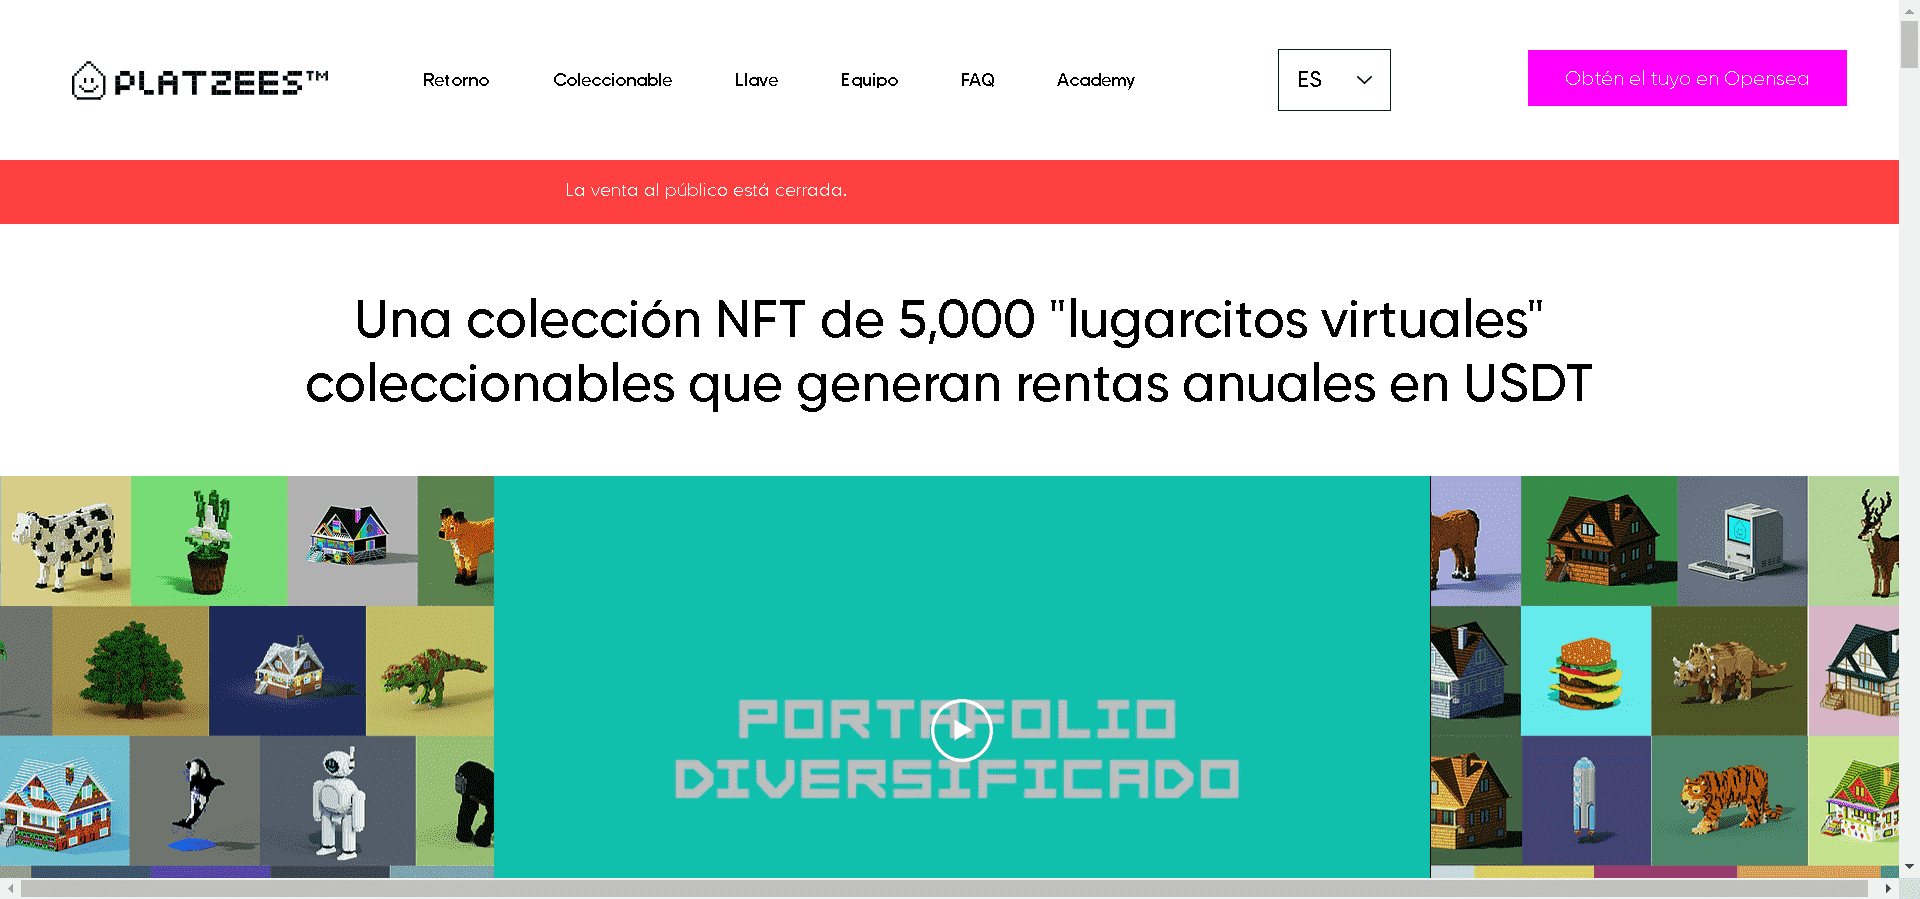 PLATZEES™
Retorno
Coleccionable
Llave
Equipo
FAQ
Academy
ES
Obtén el tuyo en Opensea
La venta al público está cerrada.
Una colección NFT de 5,000 "lugarcitos virtuales"
coleccionables que generan rentas anuales en USDT
PORTAFOLIO
DIVERSIFICADO